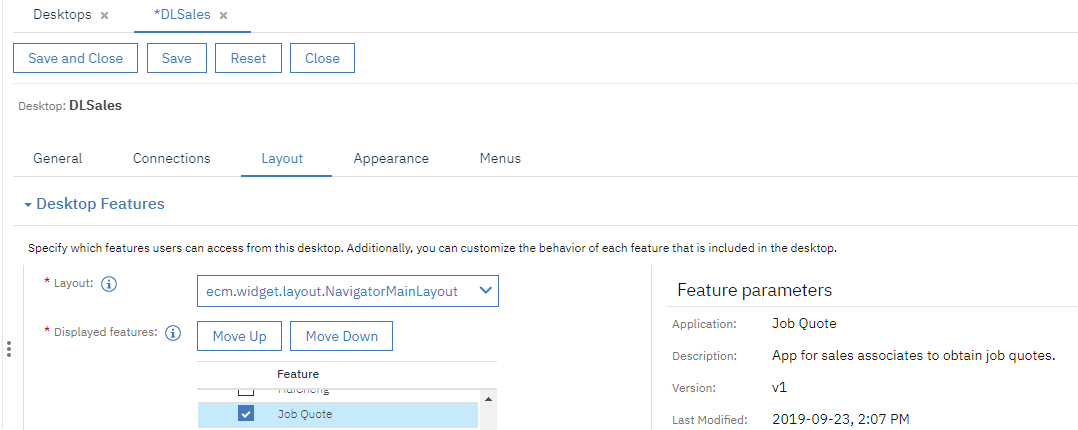 Desktops ×
*DLSales ×
Save and Close Save Reset Close
Desktop: DLSales
General Connections Layout Appearance Menus
Desktop Features
Specify which features users can access from this desktop. Additionally, you can customize the behavior of each feature that is included in the desktop.
* Layout:
ecm.widget.layout.NavigatorMainLayout
* Displayed features:
Move Up Move Down
Feature
Job Quote
Feature parameters
Application: Job Quote
Description: App for sales associates to obtain job quotes.
Version: v1
Last Modified: 2019-09-23, 2:07 PM